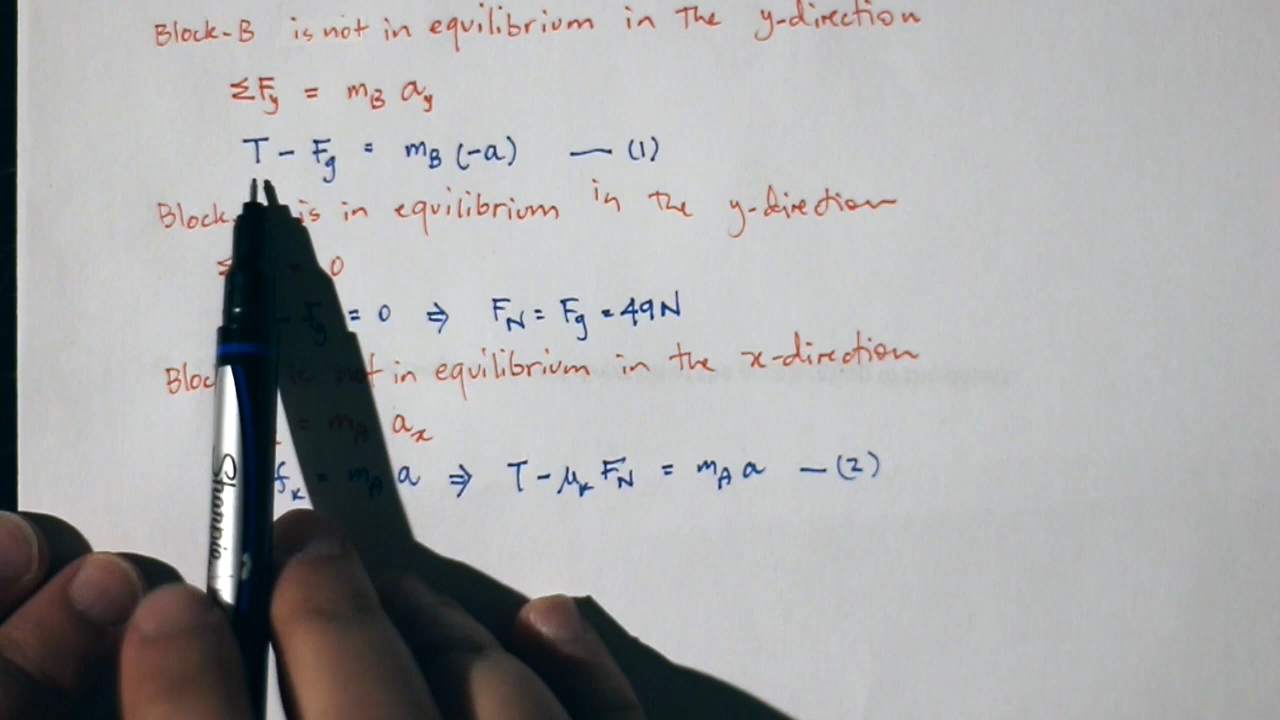 Block-B is not in equilibrium in the y-direction
ΣFy = mB ay
T - Fg = mB (-a) — (1)
Block is in equilibrium in the y-direction
0
= 0 ⇒ FN = Fg = 49N
not in equilibrium in the x-direction
= mA ax
fk = mA a ⇒ T - μk FN = mA a — (2)
Sharpie